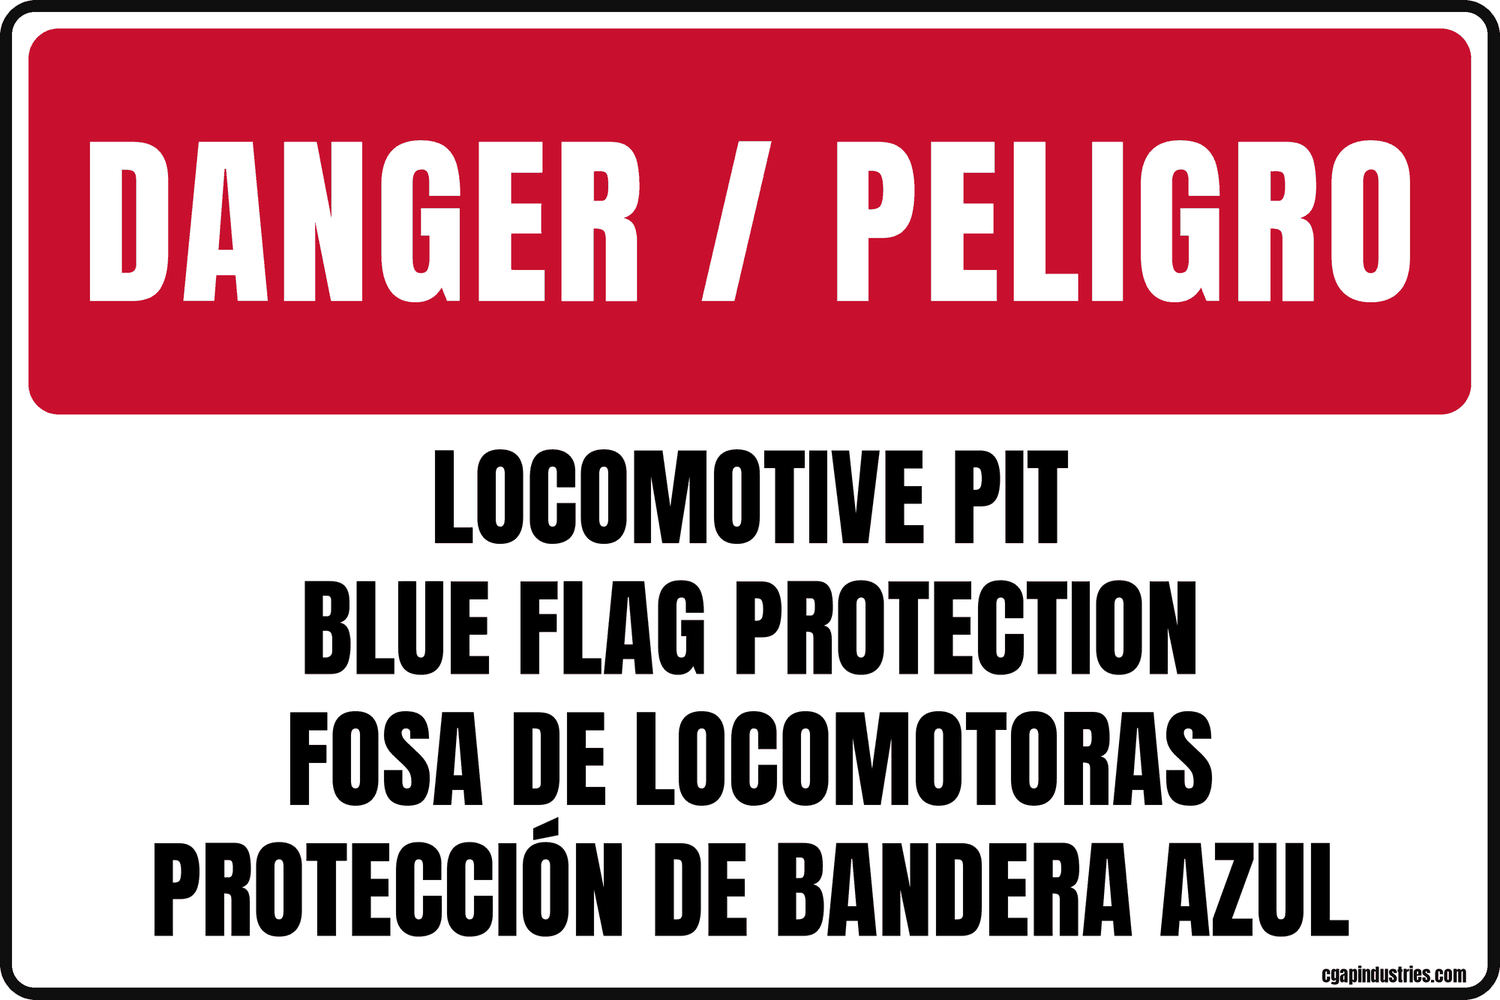 DANGER / PELIGRO
LOCOMOTIVE PIT
BLUE FLAG PROTECTION
FOSA DE LOCOMOTORAS
PROTECCIÓN DE BANDERA AZUL
cgapindustries.com